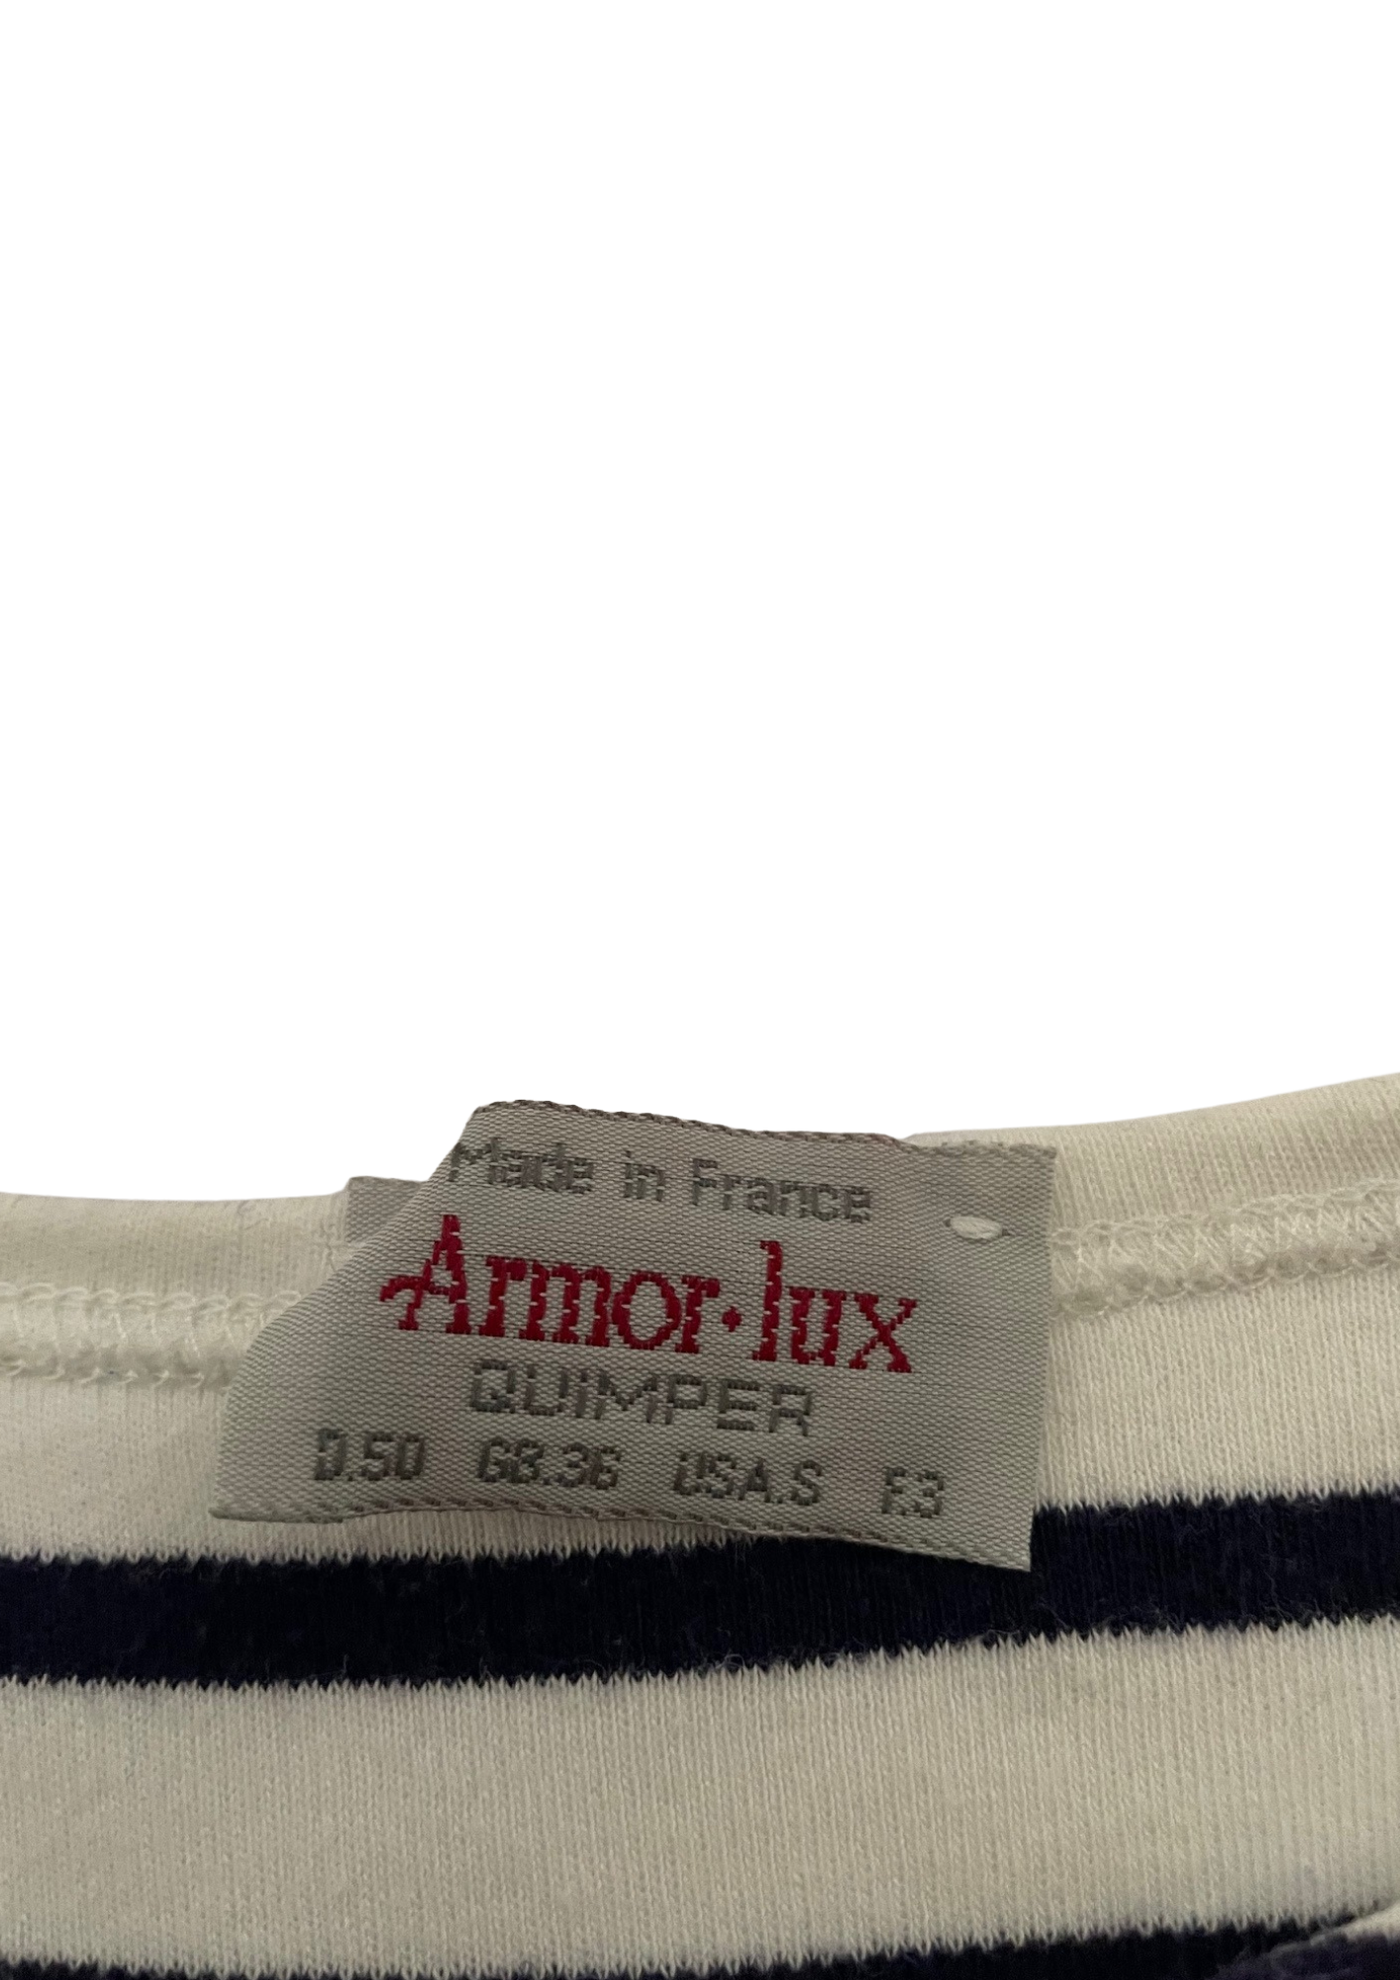 Made in France
Armor·lux
QUiMPER
D.50 GB.36 USA.S F.3